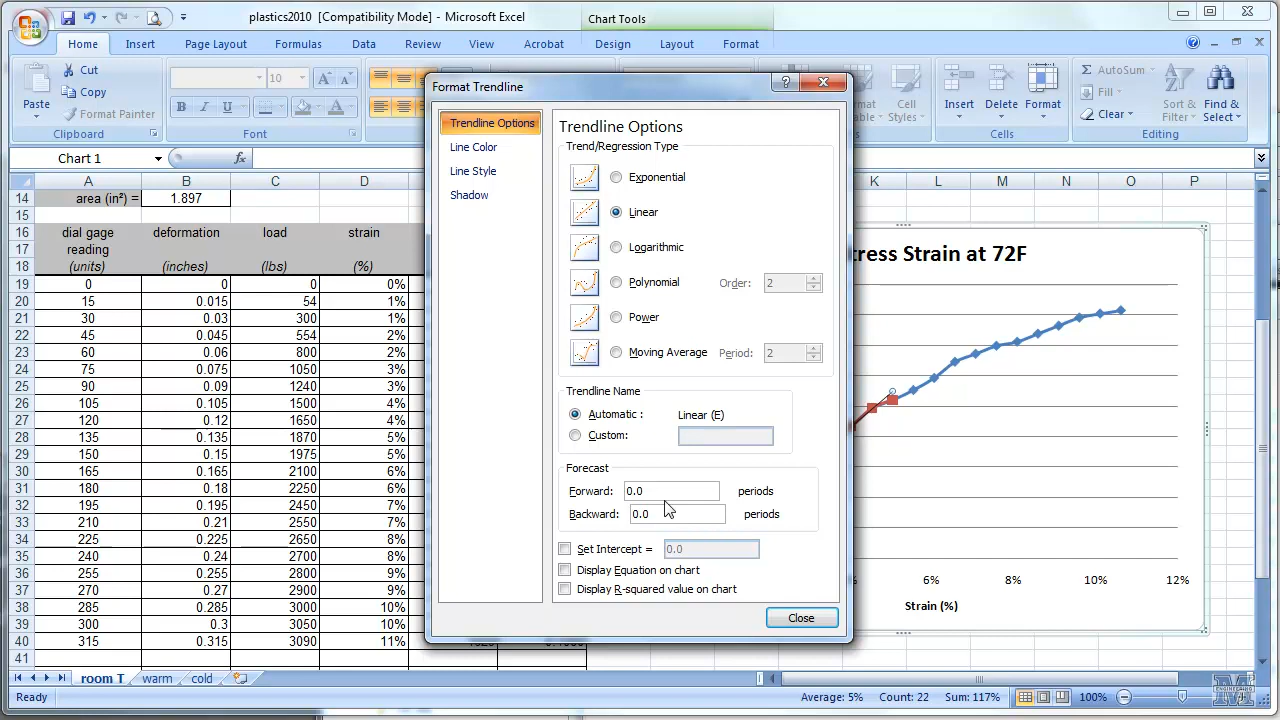 plastics2010 [Compatibility Mode] - Microsoft Excel
Chart Tools
Home Insert Page Layout Formulas Data Review View Acrobat Design Layout Format
Paste
Cut
Copy
Format Painter
Clipboard
10
B I U
Font
Cell
Styles
Insert Delete Format
Cells
AutoSum
Fill
Clear
Sort & Filter
Find & Select
Editing
Chart 1
fx
A B C D K L M N O P
14 area (in²) = 1.897
15
16 dial gage deformation load strain
17 reading
18 (units) (inches) (lbs) (%)
19 0 0 0 0%
20 15 0.015 54 1%
21 30 0.03 300 1%
22 45 0.045 554 2%
23 60 0.06 800 2%
24 75 0.075 1050 3%
25 90 0.09 1240 3%
26 105 0.105 1500 4%
27 120 0.12 1650 4%
28 135 0.135 1870 5%
29 150 0.15 1975 5%
30 165 0.165 2100 6%
31 180 0.18 2250 6%
32 195 0.195 2450 7%
33 210 0.21 2550 7%
34 225 0.225 2650 8%
35 240 0.24 2700 8%
36 255 0.255 2800 9%
37 270 0.27 2900 9%
38 285 0.285 3000 10%
39 300 0.3 3050 10%
40 315 0.315 3090 11%
41
Format Trendline
Trendline Options
Line Color
Line Style
Shadow
Trendline Options
Trend/Regression Type
Exponential
Linear
Logarithmic
Polynomial Order: 2
Power
Moving Average Period: 2
Trendline Name
Automatic : Linear (E)
Custom:
Forecast
Forward: 0.0 periods
Backward: 0.0 periods
Set Intercept = 0.0
Display Equation on chart
Display R-squared value on chart
Close
tress Strain at 72F
6% 8% 10% 12%
Strain (%)
room T warm cold
Ready Average: 5% Count: 22 Sum: 117% 100%